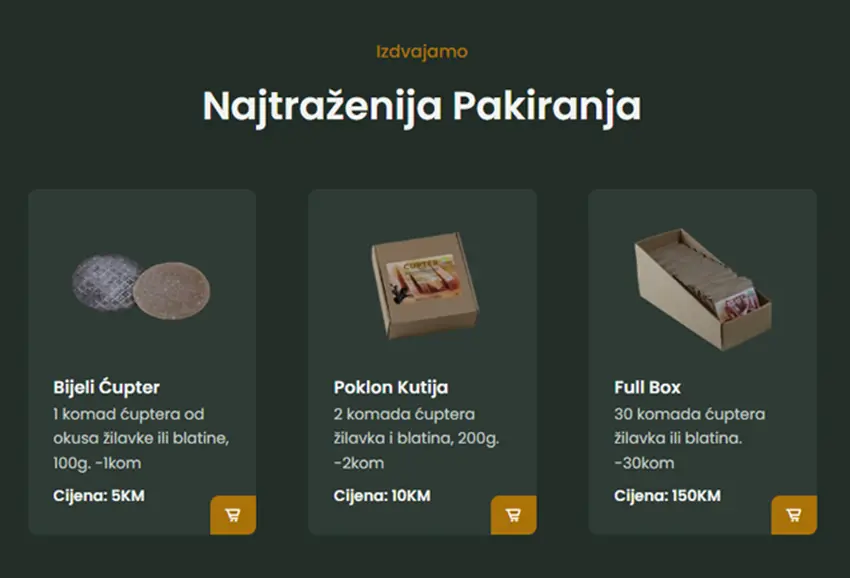 Izdvajamo
Najtraženija Pakiranja
ĆUPTER
Bijeli Ćupter
1 komad ćuptera od
okusa žilavke ili blatine,
100g. -1kom
Cijena: 5KM
Poklon Kutija
2 komada ćuptera
žilavka i blatina, 200g.
-2kom
Cijena: 10KM
Full Box
30 komada ćuptera
žilavka ili blatina.
-30kom
Cijena: 150KM